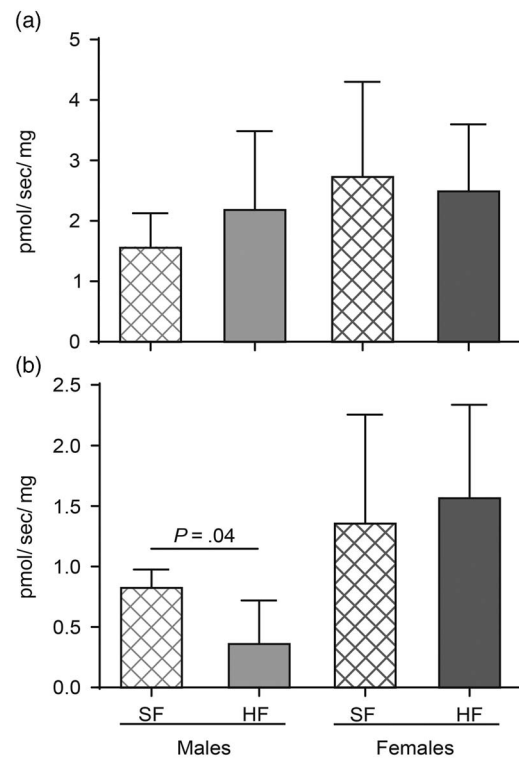 (a)
5
4
3
2
1
0
pmol/ sec/ mg
(b)
2.5
2.0
1.5
1.0
0.5
0.0
pmol/ sec/ mg
P = .04
SF HF SF HF
Males Females